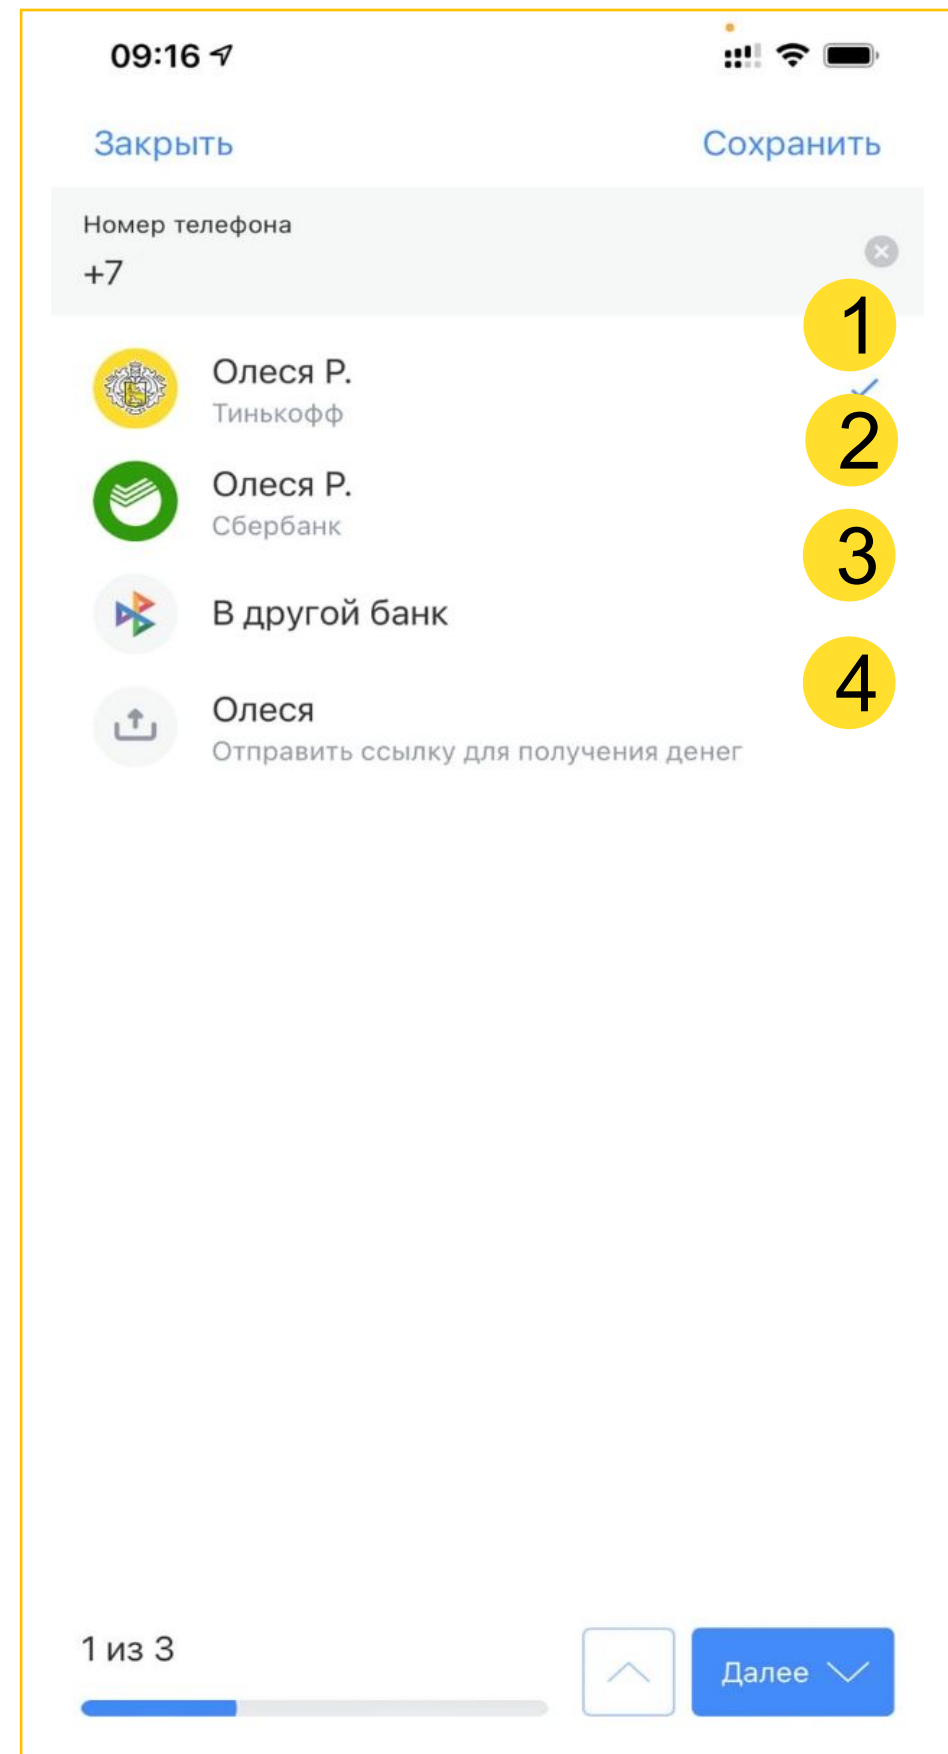 09:16
Закрыть
Сохранить
Номер телефона
+7
1
Олеся Р.
Тинькофф
2
Олеся Р.
Сбербанк
3
В другой банк
4
Олеся
Отправить ссылку для получения денег
1 из 3
Далее